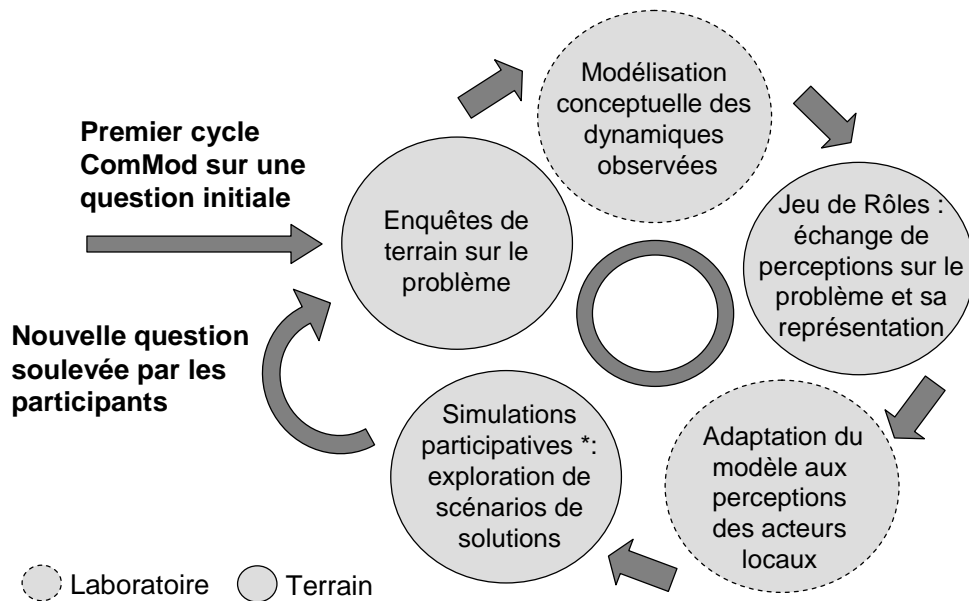 Premier cycle
ComMod sur une
question initiale
Enquêtes de
terrain sur le
problème
Modélisation
conceptuelle des
dynamiques
observées
Jeu de Rôles :
échange de
perceptions sur le
problème et sa
représentation
Adaptation du
modèle aux
perceptions
des acteurs
locaux
Simulations
participatives *:
exploration de
scénarios de
solutions
Nouvelle question
soulevée par les
participants
Laboratoire
Terrain